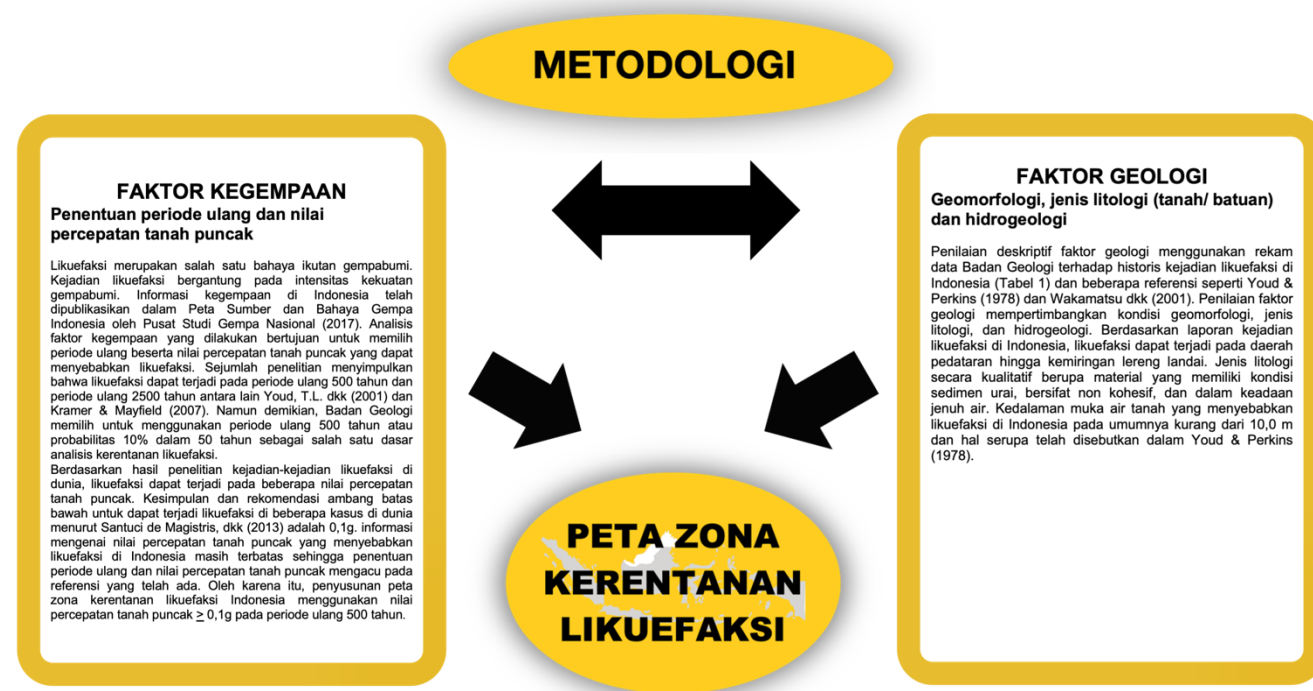 METODOLOGI
FAKTOR KEGEMPAAN
Penentuan periode ulang dan nilai
percepatan tanah puncak
Likuefaksi merupakan salah satu bahaya ikutan gempabumi.
Kejadian likuefaksi bergantung pada intensitas kekuatan
gempabumi. Informasi kegempaan di Indonesia telah
dipublikasikan dalam Peta Sumber dan Bahaya Gempa
Indonesia oleh Pusat Studi Gempa Nasional (2017). Analisis
faktor kegempaan yang dilakukan bertujuan untuk memilih
periode ulang beserta nilai percepatan tanah puncak yang dapat
menyebabkan likuefaksi. Sejumlah penelitian menyimpulkan
bahwa likuefaksi dapat terjadi pada periode ulang 500 tahun dan
periode ulang 2500 tahun antara lain Youd, T.L. dkk (2001) dan
Kramer & Mayfield (2007). Namun demikian, Badan Geologi
memilih untuk menggunakan periode ulang 500 tahun atau
probabilitas 10% dalam 50 tahun sebagai salah satu dasar
analisis kerentanan likuefaksi.
Berdasarkan hasil penelitian kejadian-kejadian likuefaksi di
dunia, likuefaksi dapat terjadi pada beberapa nilai percepatan
tanah puncak. Kesimpulan dan rekomendasi ambang batas
bawah untuk dapat terjadi likuefaksi di beberapa kasus di dunia
menurut Santuci de Magistris, dkk (2013) adalah 0,1g. informasi
mengenai nilai percepatan tanah puncak yang menyebabkan
likuefaksi di Indonesia masih terbatas sehingga penentuan
periode ulang dan nilai percepatan tanah puncak mengacu pada
referensi yang telah ada. Oleh karena itu, penyusunan peta
zona kerentanan likuefaksi Indonesia menggunakan nilai
percepatan tanah puncak ≥ 0,1g pada periode ulang 500 tahun.
FAKTOR GEOLOGI
Geomorfologi, jenis litologi (tanah/ batuan)
dan hidrogeologi
Penilaian deskriptif faktor geologi menggunakan rekam
data Badan Geologi terhadap historis kejadian likuefaksi di
Indonesia (Tabel 1) dan beberapa referensi seperti Youd &
Perkins (1978) dan Wakamatsu dkk (2001). Penilaian faktor
geologi mempertimbangkan kondisi geomorfologi, jenis
litologi, dan hidrogeologi. Berdasarkan laporan kejadian
likuefaksi di Indonesia, likuefaksi dapat terjadi pada daerah
pedataran hingga kemiringan lereng landai. Jenis litologi
secara kualitatif berupa material yang memiliki kondisi
sedimen urai, bersifat non kohesif, dan dalam keadaan
jenuh air. Kedalaman muka air tanah yang menyebabkan
likuefaksi di Indonesia pada umumnya kurang dari 10,0 m
dan hal serupa telah disebutkan dalam Youd & Perkins
(1978).
PETA ZONA
KERENTANAN
LIKUEFAKSI